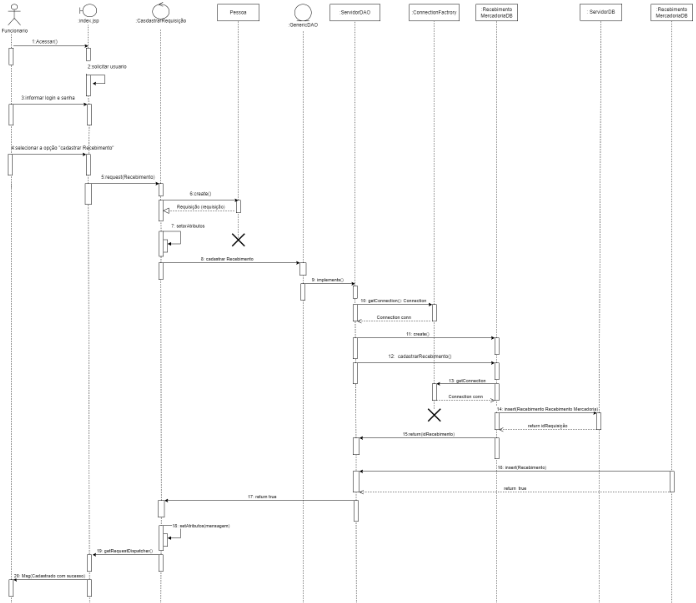 Funcionario
index.jsp
:CasdastrarRequisição
Pessoa
:GenericDAO
:ServidorDAO
:ConnectionFactory
Recebimento
MercadoriaDB
:ServidorDB
Recebimento
MercadoriaDB
1: Acessar()
2: solicitar usuario
3: informar login e senha
4: selecionar a opção "cadastrar Recebimento"
5: request(Recebimento)
6: create()
Requisição (requisição)
7: setAtributos
8: cadastrar Recebimento
9: implements()
10: getConnection(): Connection
Connection conn
11: create()
12: cadastrarRecebimento()
13: getConnection
Connection conn
14: insert(Recebimento Recebimento Mercadoria)
return idRequisição
15:return(idRecebimento)
16: insert(Recebimento)
return true
17: return true
18: setAtributos(mensagem)
19: getRequestDispatcher()
20: Msg(Cadastrado com sucesso)